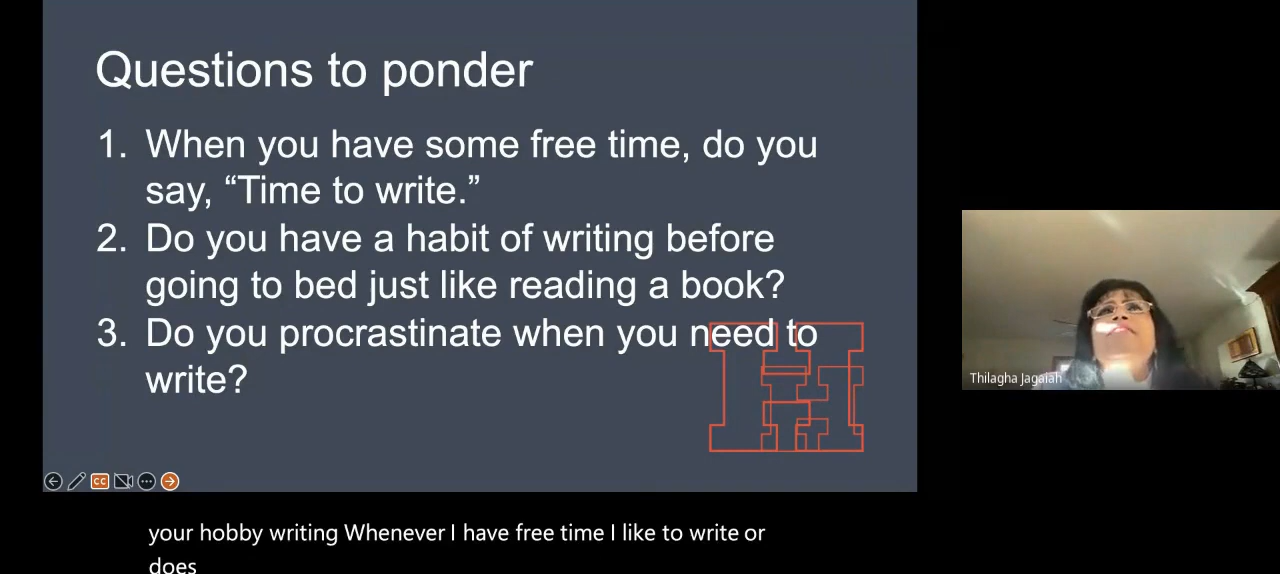 Questions to ponder
1. When you have some free time, do you
say, “Time to write.”
2. Do you have a habit of writing before
going to bed just like reading a book?
3. Do you procrastinate when you need to
write?
CC
Thilagha Jagaiah
your hobby writing Whenever I have free time I like to write or
does